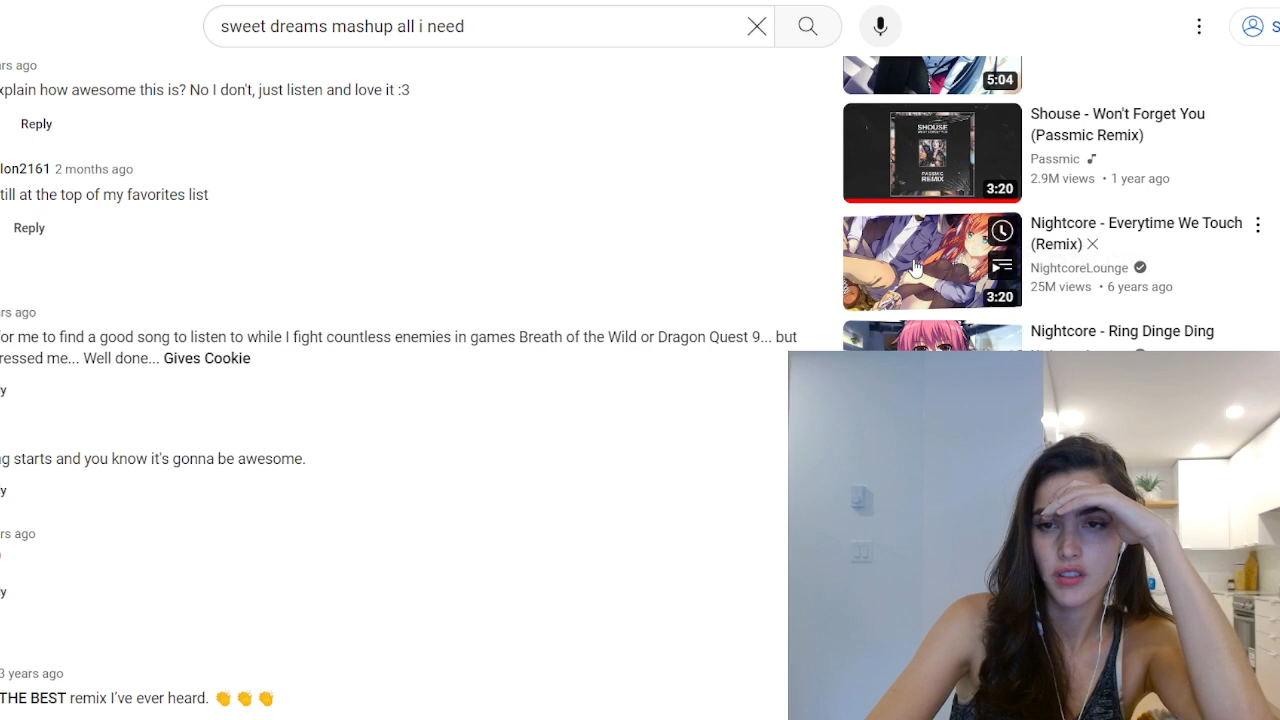 sweet dreams mashup all i need
S
rs ago
xplain how awesome this is? No I don't, just listen and love it :3
Reply
lon2161 2 months ago
till at the top of my favorites list
Reply
rs ago
or me to find a good song to listen to while I fight countless enemies in games Breath of the Wild or Dragon Quest 9... but
ressed me... Well done... Gives Cookie
y
g starts and you know it's gonna be awesome.
y
rs ago
y
3 years ago
THE BEST remix I've ever heard. 👏 👏 👏
5:04
SHOUSE
PASSMIC
REMIX
3:20
Shouse - Won't Forget You
(Passmic Remix)
Passmic
2.9M views • 1 year ago
3:20
Nightcore - Everytime We Touch
(Remix) ╳
NightcoreLounge
25M views • 6 years ago
Nightcore - Ring Dinge Ding